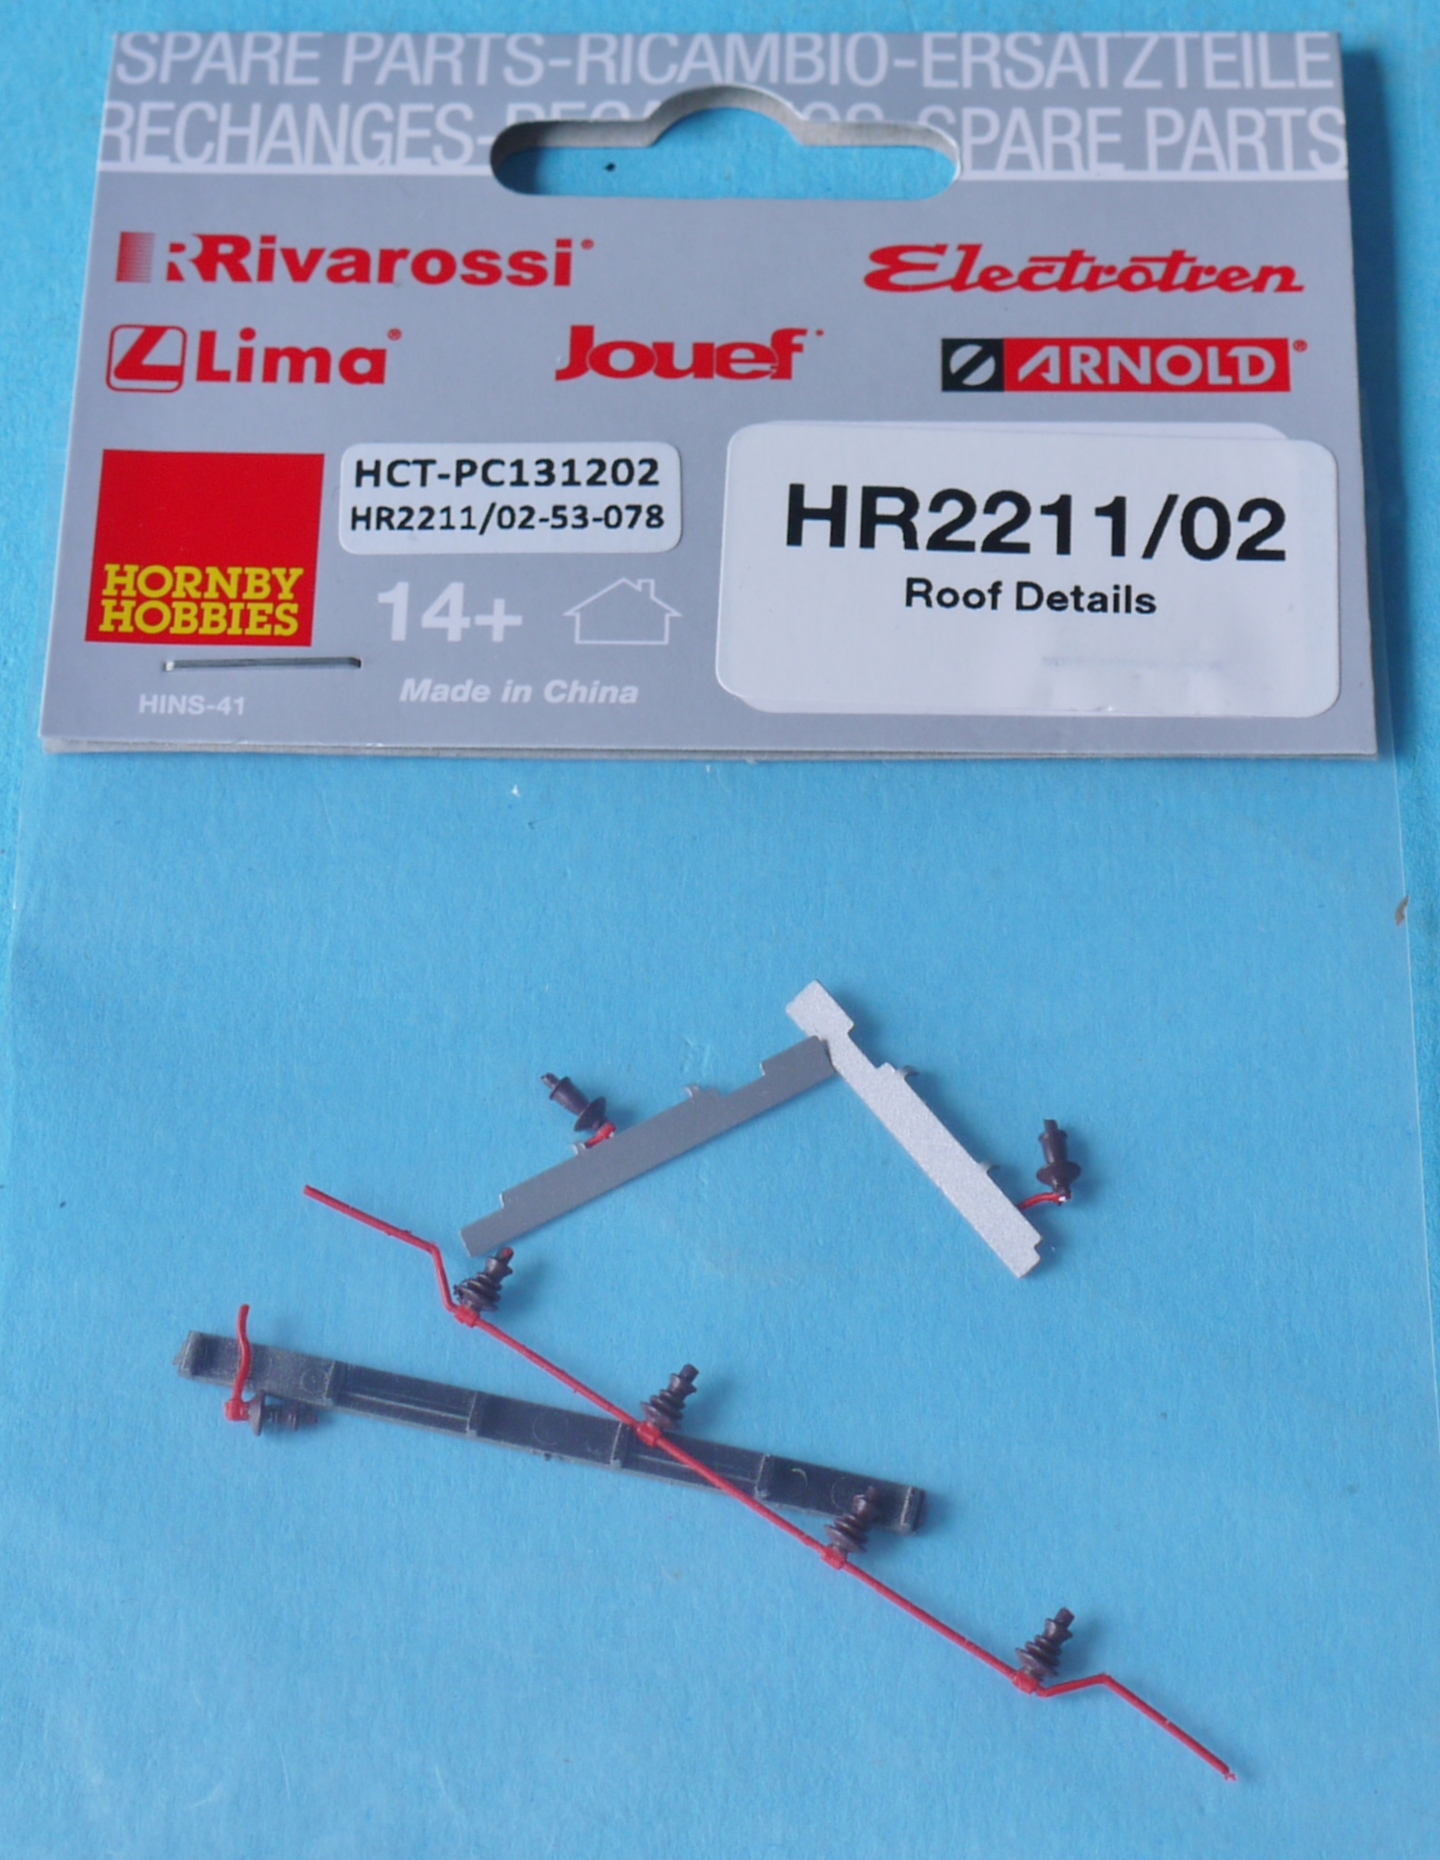 SPARE PARTS-RICAMBIO-ERSATZTEILE
RECHANGES- SPARE PARTS
Rivarossi®
Electrotren
Lima®
Jouef
ARNOLD®
HCT-PC131202
HR2211/02-53-078
HR2211/02
Roof Details
HORNBY
HOBBIES
14+
Made in China
HINS-41